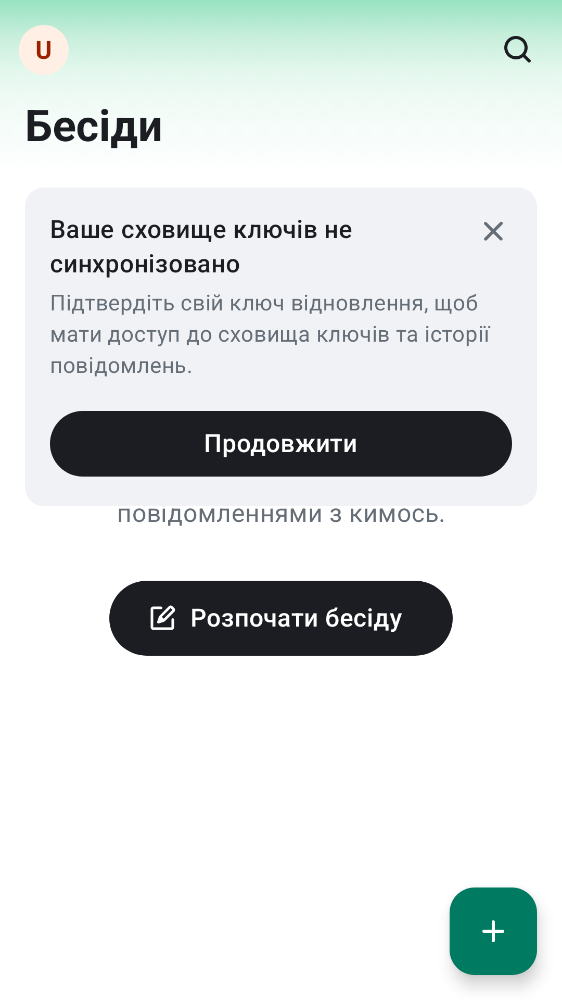 U
Бесіди
Ваше сховище ключів не
синхронізовано
Підтвердіть свій ключ відновлення, щоб
мати доступ до сховища ключів та історії
повідомлень.
Продовжити
повідомленнями з кимось.
Розпочати бесіду